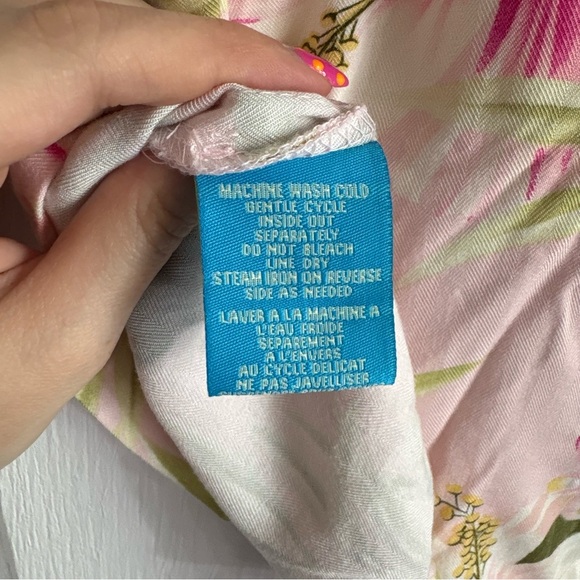 MACHINE WASH COLD
GENTLE CYCLE
INSIDE OUT
SEPARATELY
DO NOT BLEACH
LINE DRY
STEAM IRON ON REVERSE
SIDE AS NEEDED
LAVER A LA MACHINE A
L'EAU FROIDE
SEPAREMENT
A L'ENVERS
AU CYCLE DELICAT
NE PAS JAVELLISER